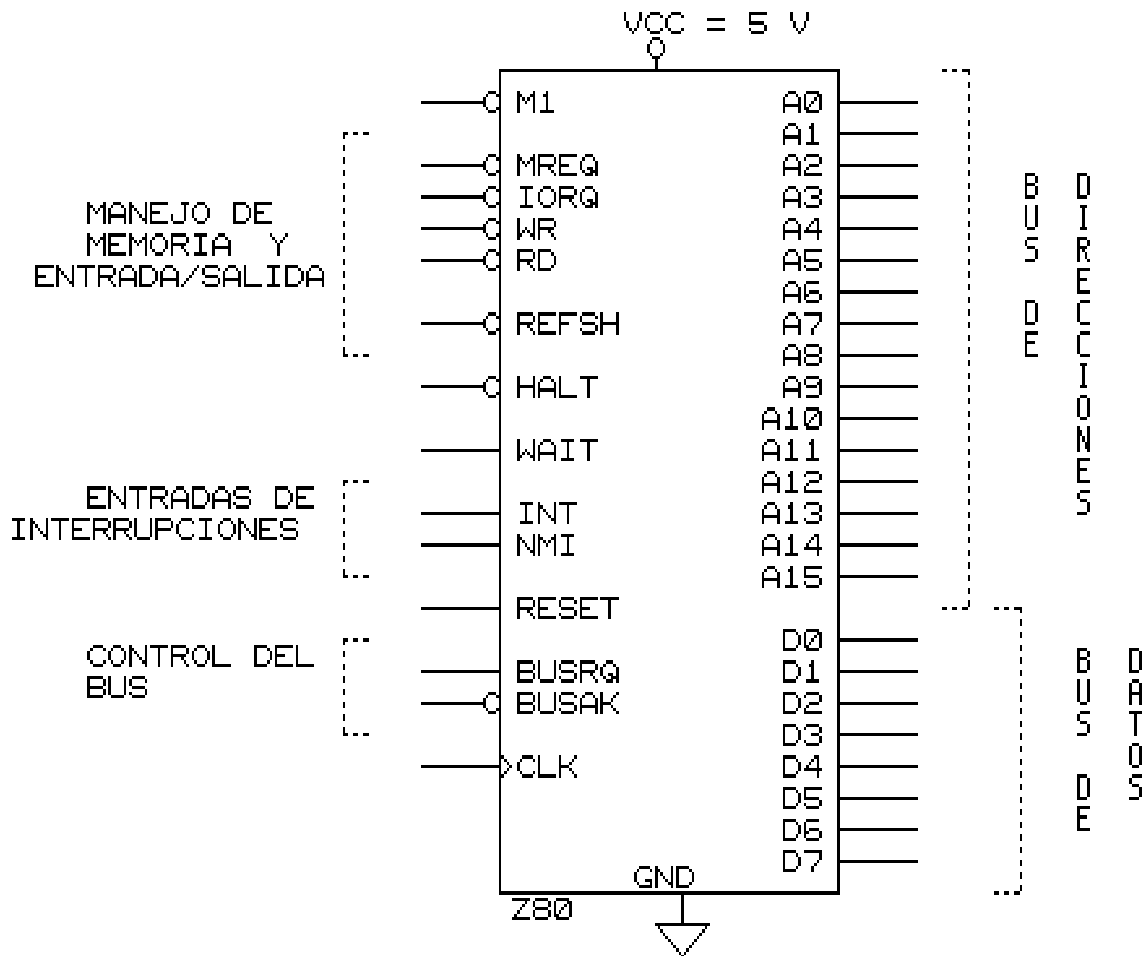 VCC = 5 V
M1
MREQ
IORQ
WR
RD
REFSH
HALT
WAIT
INT
NMI
RESET
BUSRQ
BUSAK
CLK
MANEJO DE
MEMORIA Y
ENTRADA/SALIDA
ENTRADAS DE
INTERRUPCIONES
CONTROL DEL
BUS
A0
A1
A2
A3
A4
A5
A6
A7
A8
A9
A10
A11
A12
A13
A14
A15
D0
D1
D2
D3
D4
D5
D6
D7
BUS DE
DIRECCIONES
BUS DE
DATOS
GND
Z80